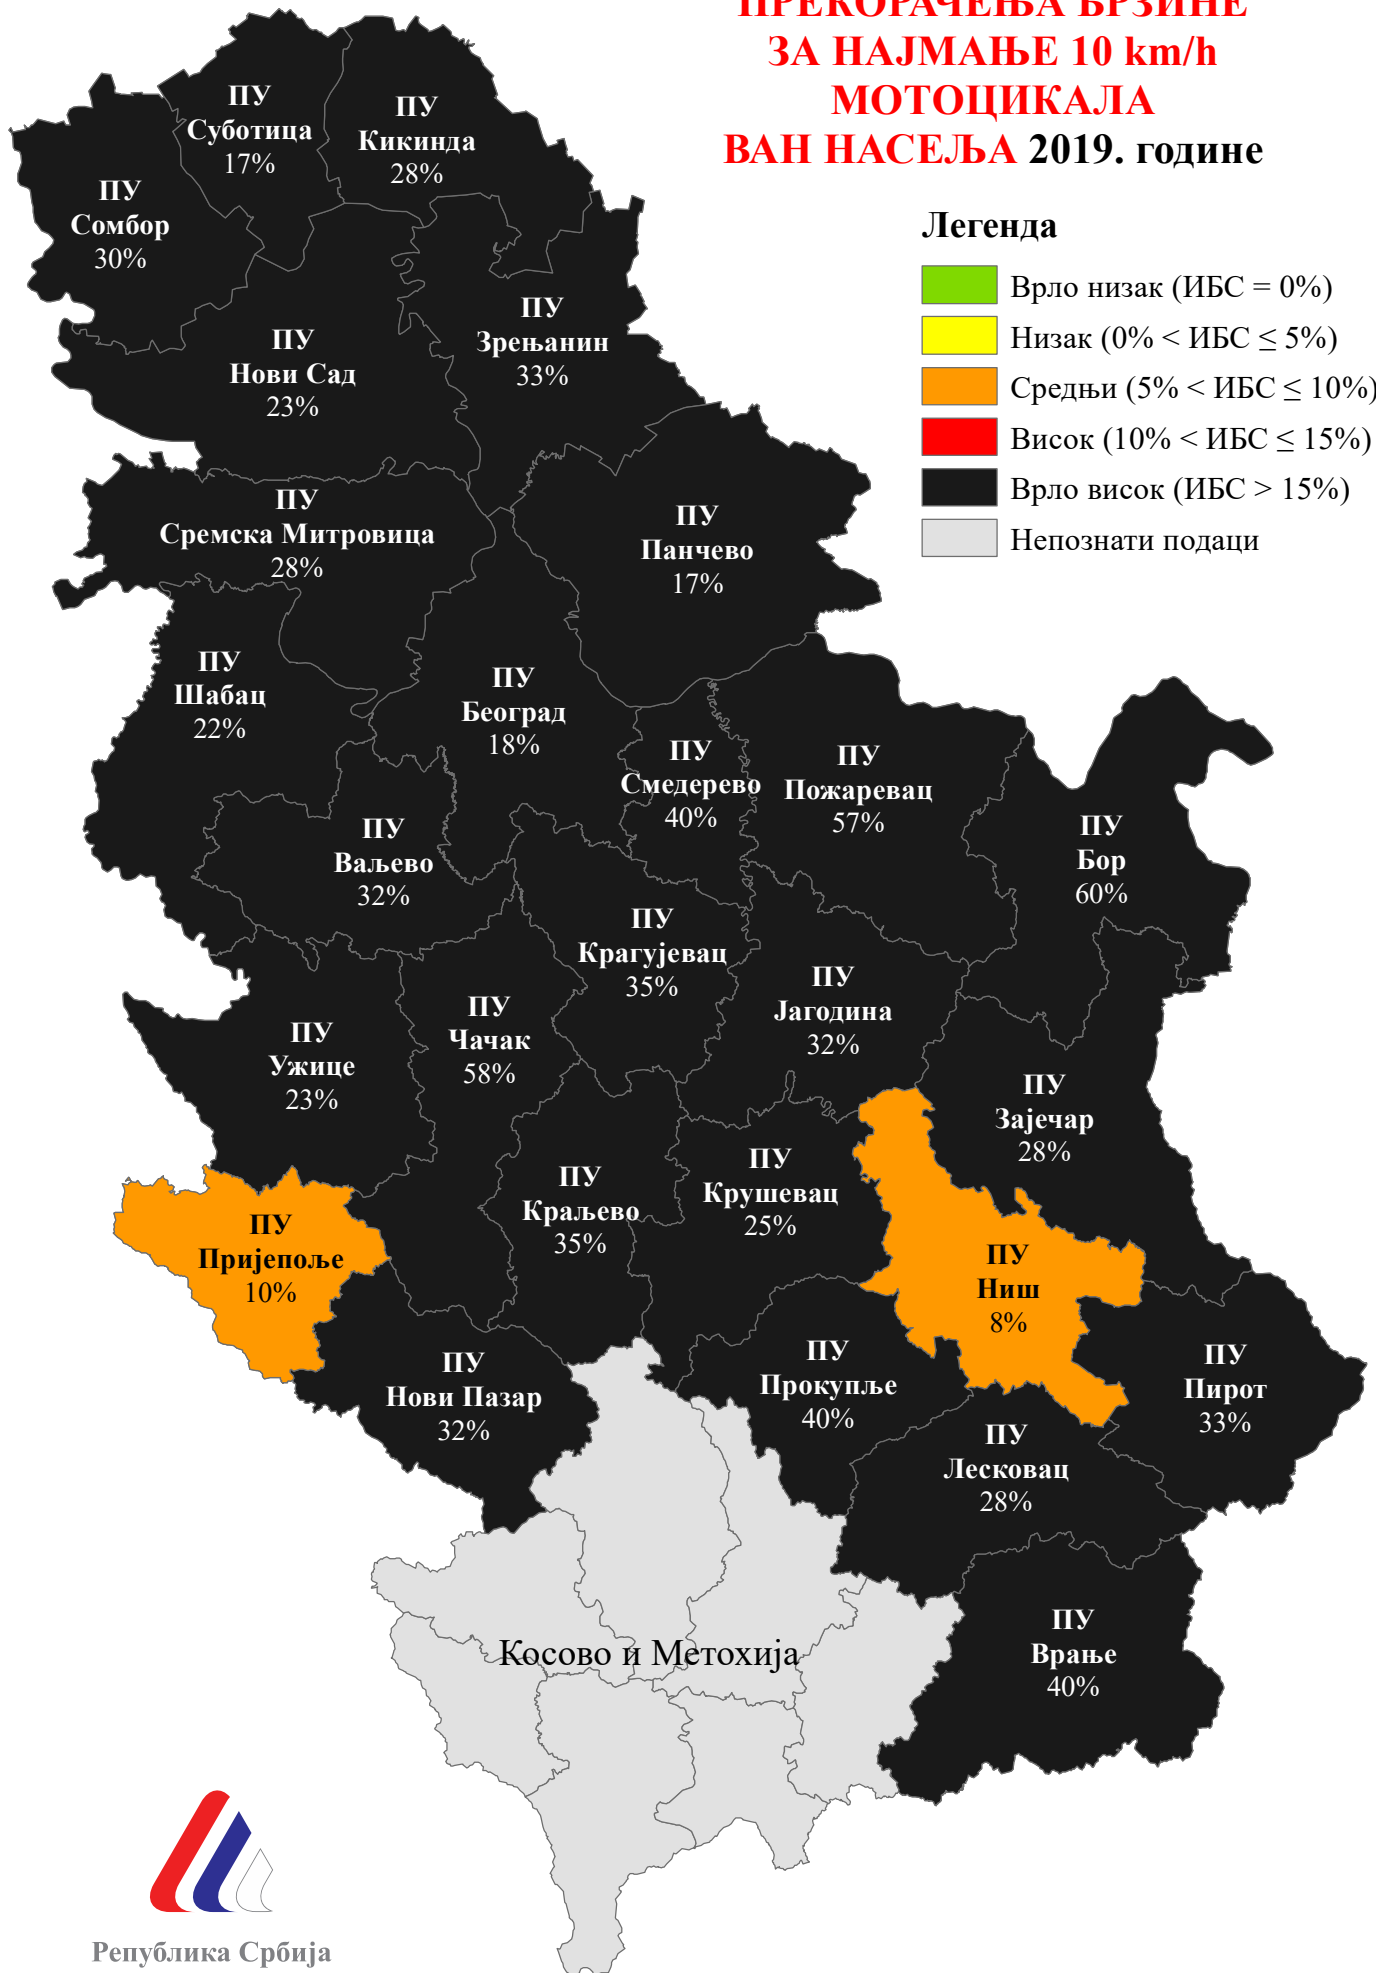 ПРЕКОРАЧЕЊА БРЗИНЕ
ЗА НАЈМАЊЕ 10 km/h
МОТОЦИКАЛА
ВАН НАСЕЉА 2019. године
Легенда
Врло низак (ИБС = 0%)
Низак (0% < ИБС ≤ 5%)
Средњи (5% < ИБС ≤ 10%)
Висок (10% < ИБС ≤ 15%)
Врло висок (ИБС > 15%)
Непознати подаци
ПУ
Суботица
17%
ПУ
Кикинда
28%
ПУ
Сомбор
30%
ПУ
Зрењанин
33%
ПУ
Нови Сад
23%
ПУ
Сремска Митровица
28%
ПУ
Панчево
17%
ПУ
Шабац
22%
ПУ
Београд
18%
ПУ
Смедерево
40%
ПУ
Пожаревац
57%
ПУ
Бор
60%
ПУ
Ваљево
32%
ПУ
Крагујевац
35%
ПУ
Јагодина
32%
ПУ
Чачак
58%
ПУ
Ужице
23%
ПУ
Зајечар
28%
ПУ
Крушевац
25%
ПУ
Краљево
35%
ПУ
Пријепоље
10%
ПУ
Ниш
8%
ПУ
Нови Пазар
32%
ПУ
Прокупље
40%
ПУ
Пирот
33%
ПУ
Лесковац
28%
ПУ
Врање
40%
Косово и Метохија
Република Србија